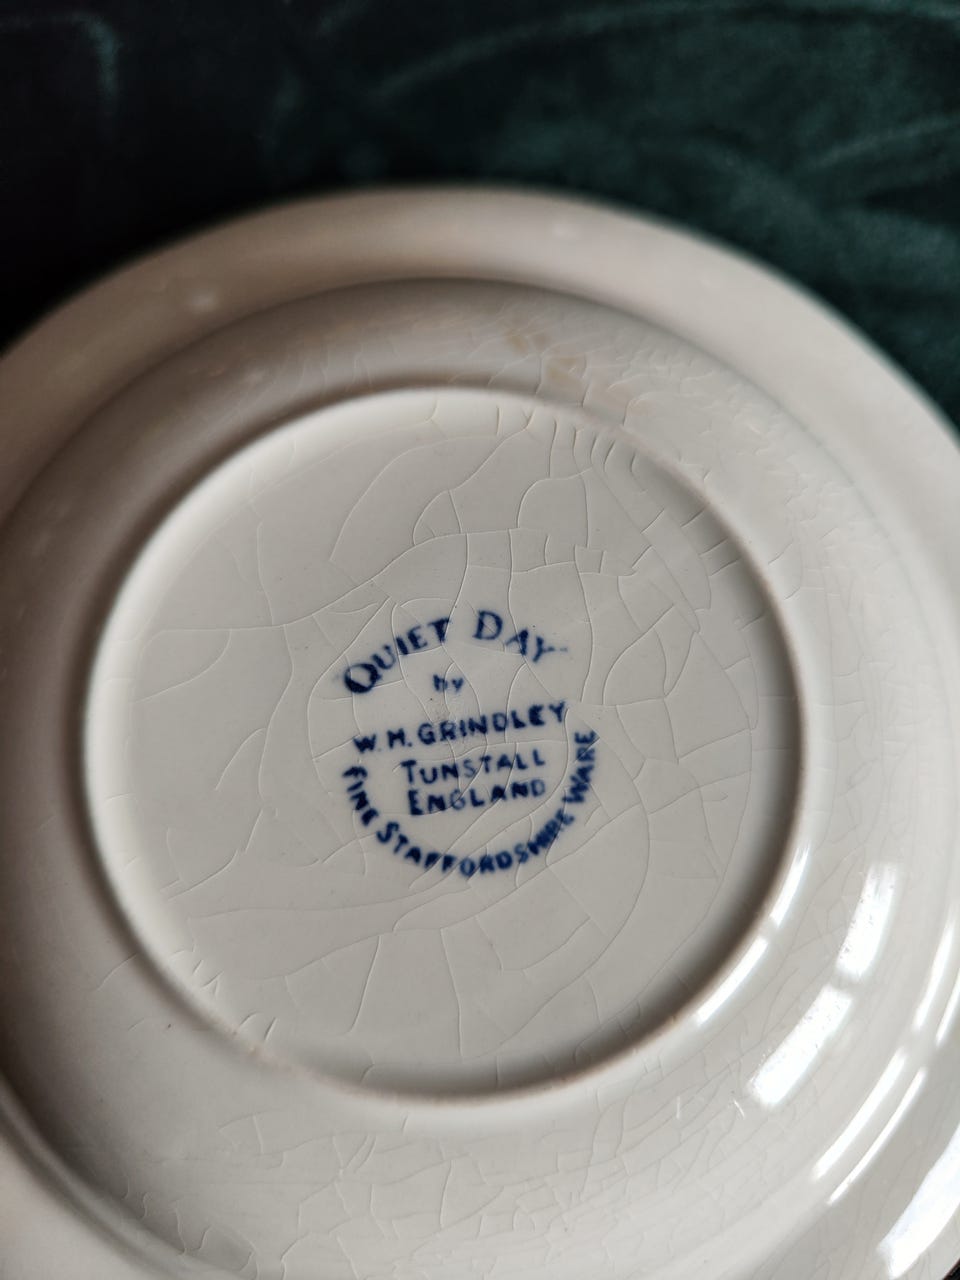 QUIET DAY
by
W.H. GRINDLEY
TUNSTALL
ENGLAND
FINE STAFFORDSHIRE WARE